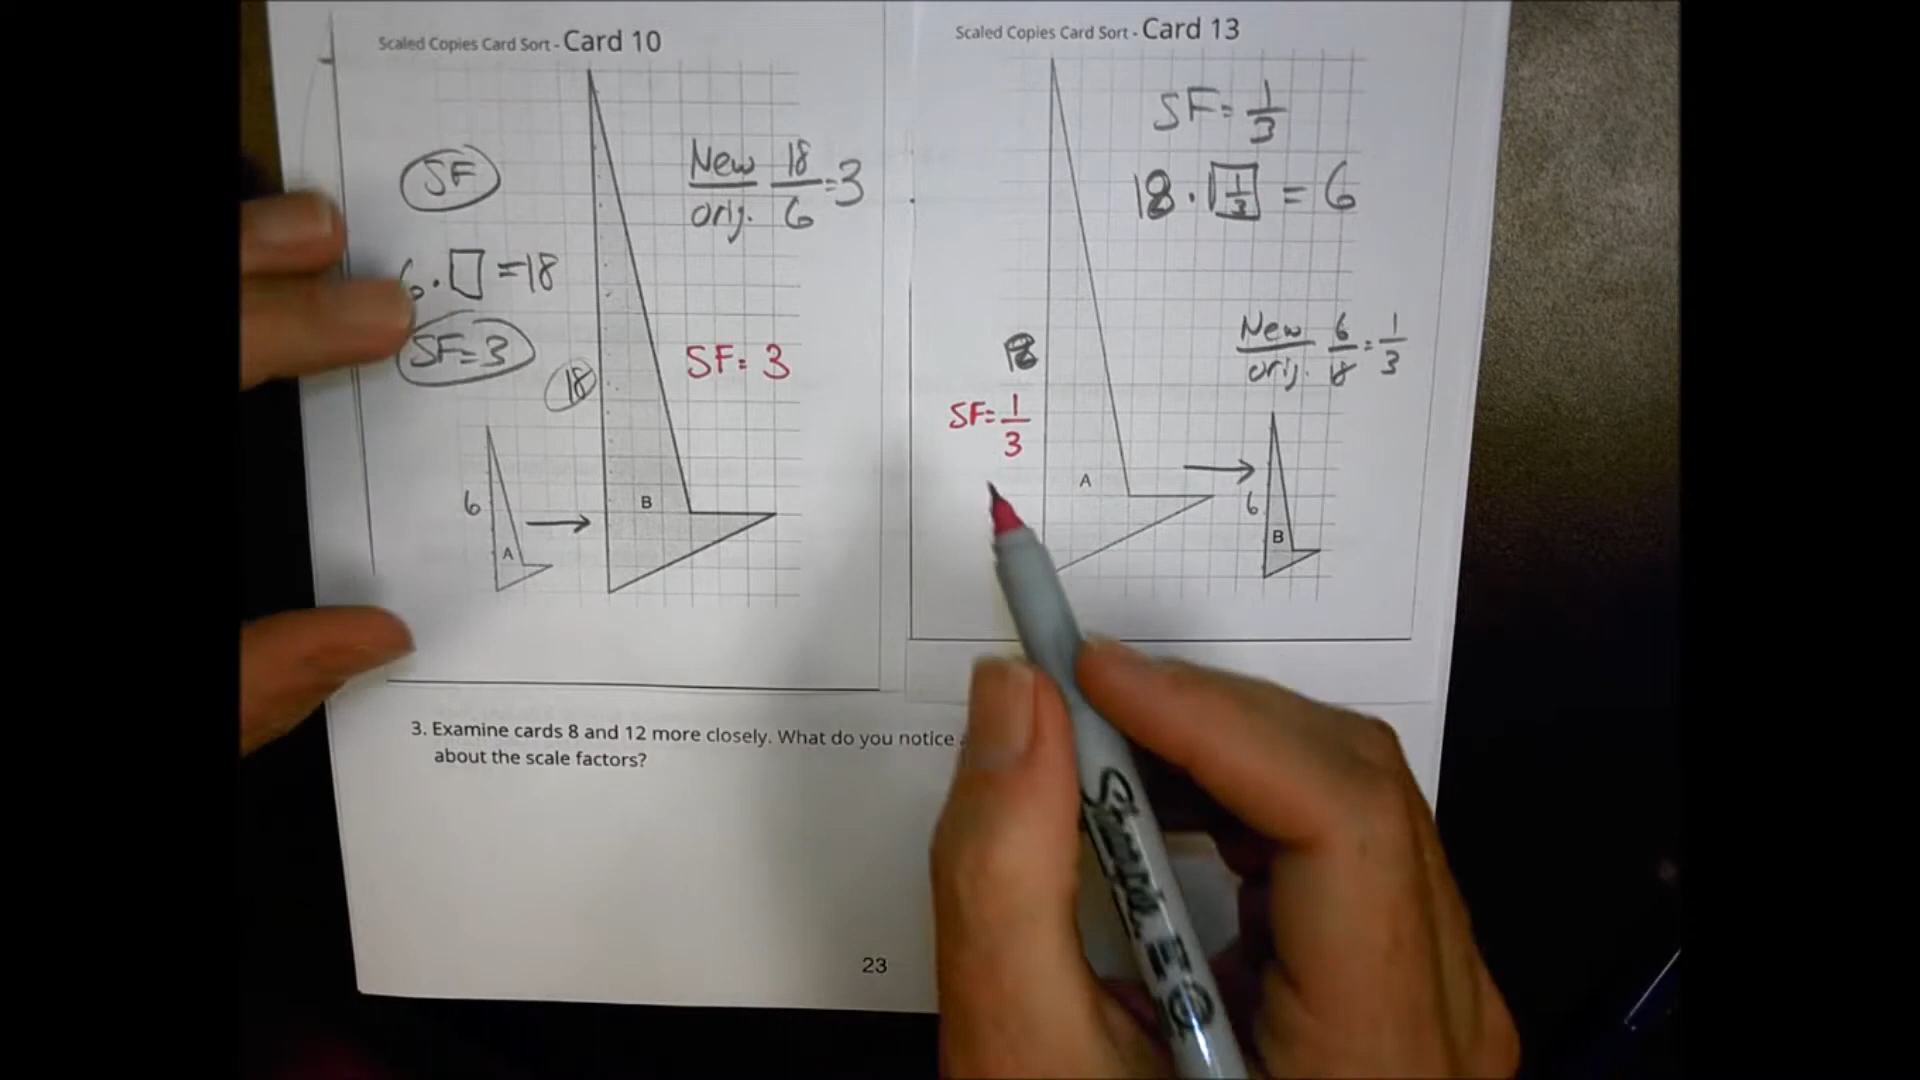 Scaled Copies Card Sort - Card 10
SF
New 18
orig. 6 =3
6 . □ =18
SF=3
18
SF= 3
6
A
B
Scaled Copies Card Sort - Card 13
SF= 1/3
18 . 1/3 = 6
New 6 = 1
orig. 18 3
18
SF= 1/3
A
6
B
3. Examine cards 8 and 12 more closely. What do you notice
about the scale factors?
23
Sharpie